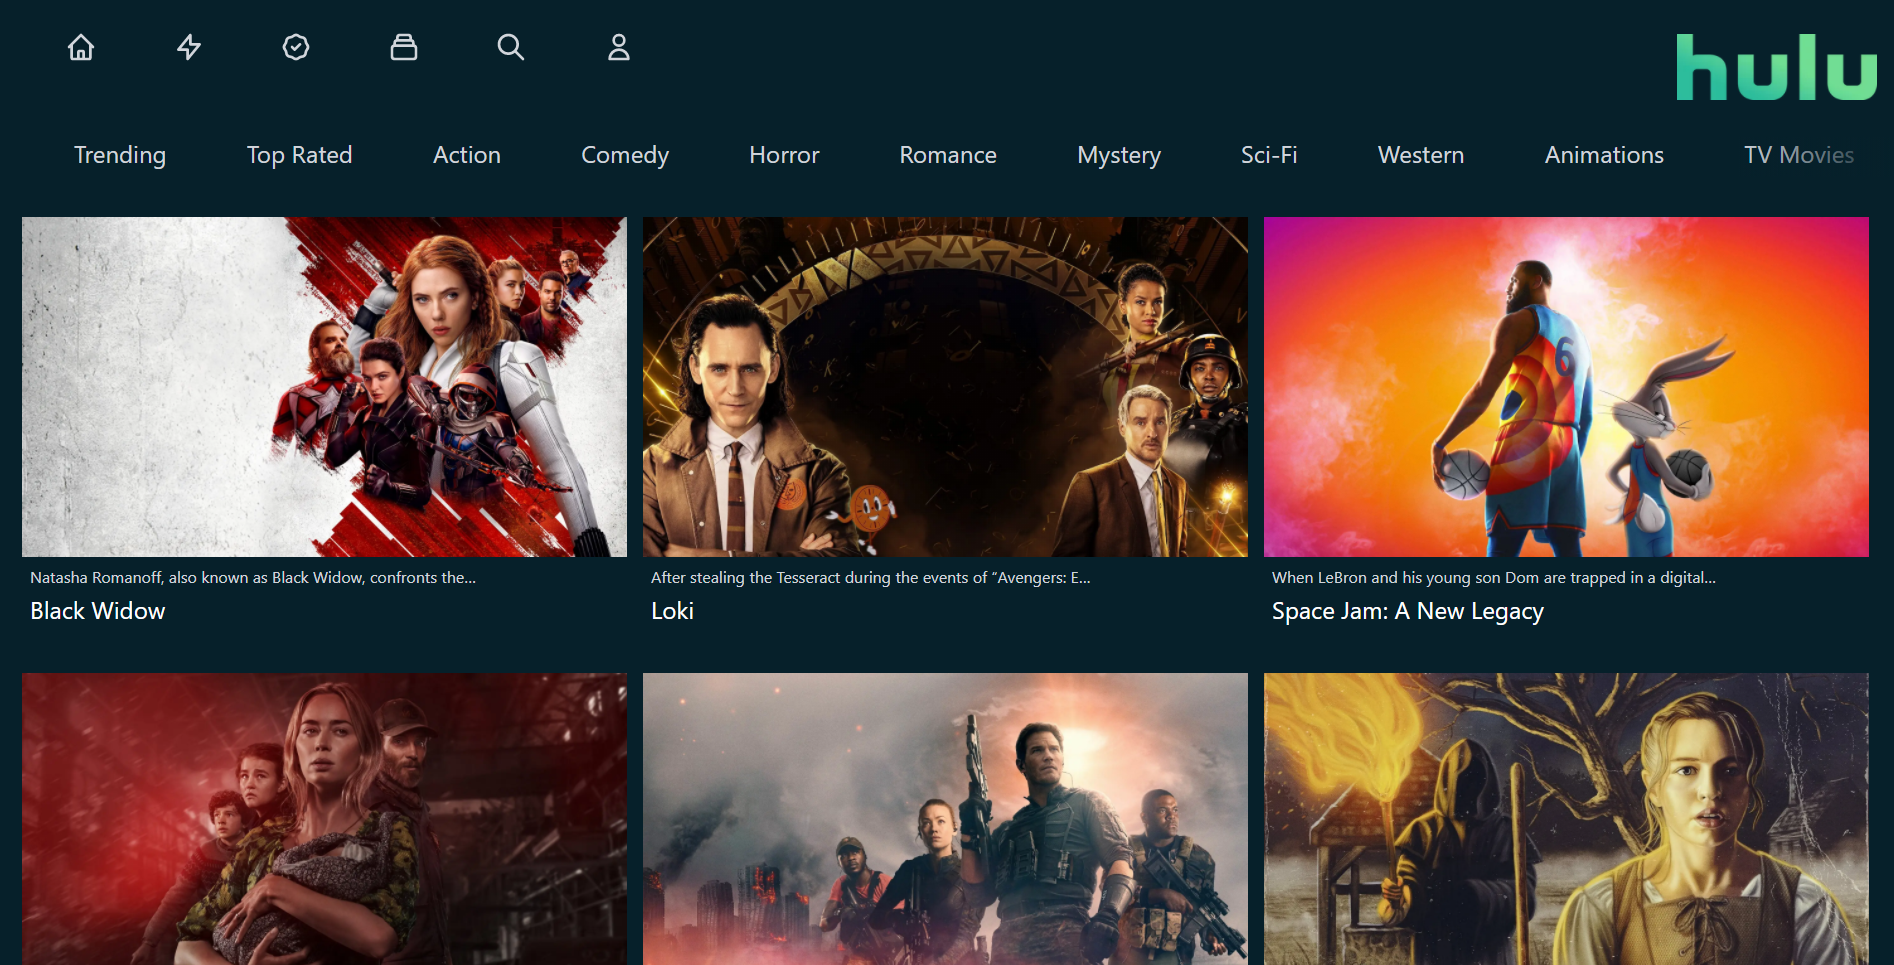 hulu
Trending
Top Rated
Action
Comedy
Horror
Romance
Mystery
Sci-Fi
Western
Animations
TV Movies
6
Natasha Romanoff, also known as Black Widow, confronts the...
Black Widow
After stealing the Tesseract during the events of “Avengers: E...
Loki
When LeBron and his young son Dom are trapped in a digital...
Space Jam: A New Legacy